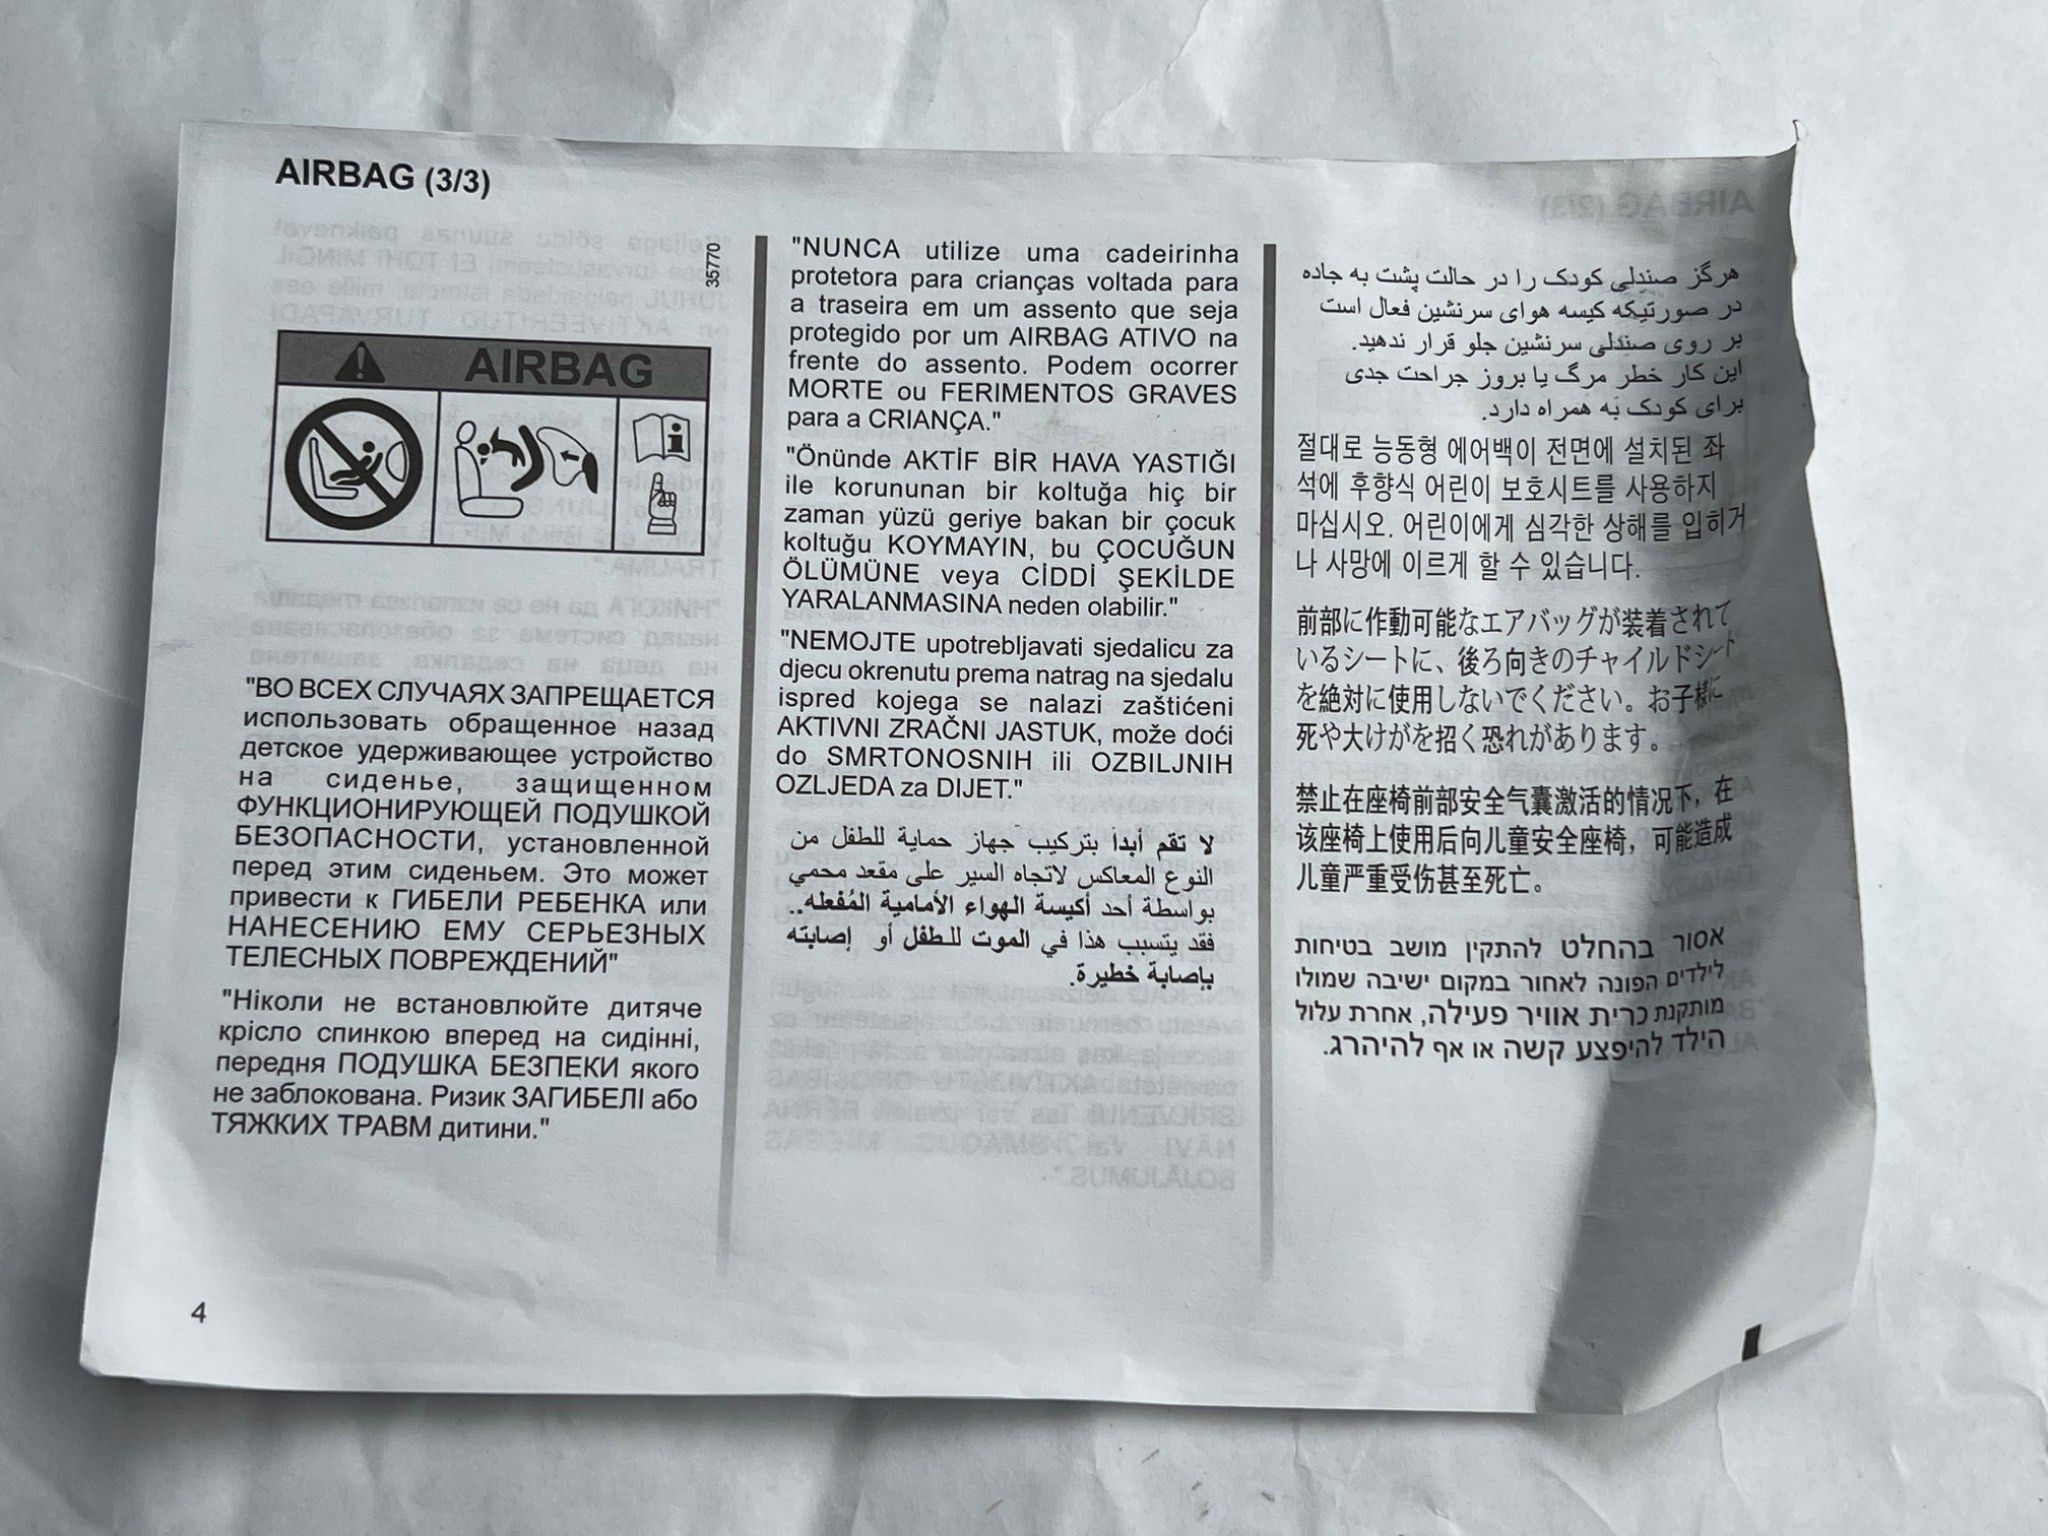 AIRBAG (3/3)
35770
AIRBAG
"ВО ВСЕХ СЛУЧАЯХ ЗАПРЕЩАЕТСЯ
использовать обращенное назад
детское удерживающее устройство
на сиденье, защищенном
ФУНКЦИОНИРУЮЩЕЙ ПОДУШКОЙ
БЕЗОПАСНОСТИ, установленной
перед этим сиденьем. Это может
привести к ГИБЕЛИ РЕБЕНКА или
НАНЕСЕНИЮ ЕМУ СЕРЬЕЗНЫХ
ТЕЛЕСНЫХ ПОВРЕЖДЕНИЙ"
"Ніколи не встановлюйте дитяче
крісло спинкою вперед на сидінні,
передня ПОДУШКА БЕЗПЕКИ якого
не заблокована. Ризик ЗАГИБЕЛІ або
ТЯЖКИХ ТРАВМ дитини."
4
"NUNCA utilize uma cadeirinha
protetora para crianças voltada para
a traseira em um assento que seja
protegido por um AIRBAG ATIVO na
frente do assento. Podem ocorrer
MORTE ou FERIMENTOS GRAVES
para a CRIANÇA."
"Önünde AKTİF BİR HAVA YASTIĞI
ile korununan bir koltuğa hiç bir
zaman yüzü geriye bakan bir çocuk
koltuğu KOYMAYIN, bu ÇOCUĞUN
ÖLÜMÜNE veya CİDDİ ŞEKİLDE
YARALANMASINA neden olabilir."
"NEMOJTE upotrebljavati sjedalicu za
djecu okrenutu prema natrag na sjedalu
ispred kojega se nalazi zaštićeni
AKTIVNI ZRAČNI JASTUK, može doći
do SMRTONOSNIH ili OZBILJNIH
OZLJEDA za DIJET."
لا تقم أبدا بتركيب جهاز حماية للطفل من
النوع المعاكس لاتجاه السير على مقعد محمي
بواسطة أحد أكيسة الهواء الأمامية المُفعله..
فقد يتسبب هذا في الموت للطفل أو إصابته
بإصابة خطيرة.
هرگز صندلی کودک را در حالت پشت به جاده
در صورتیکه کیسه هوای سرنشین فعال است
بر روی صندلی سرنشین جلو قرار ندهید.
این کار خطر مرگ یا بروز جراحت جدی
برای کودک به همراه دارد.
절대로 능동형 에어백이 전면에 설치된 좌
석에 후향식 어린이 보호시트를 사용하지
마십시오. 어린이에게 심각한 상해를 입히거
나 사망에 이르게 할 수 있습니다.
前部に作動可能なエアバッグが装着されて
いるシートに、後ろ向きのチャイルドシート
を絶対に使用しないでください。お子様に
死や大けがを招く恐れがあります。
禁止在座椅前部安全气囊激活的情况下，在
该座椅上使用后向儿童安全座椅，可能造成
儿童严重受伤甚至死亡。
אסור בהחלט להתקין מושב בטיחות
לילדים הפונה לאחור במקום ישיבה שמולו
מותקנת כרית אוויר פעילה, אחרת עלול
הילד להיפצע קשה או אף להיהרג.